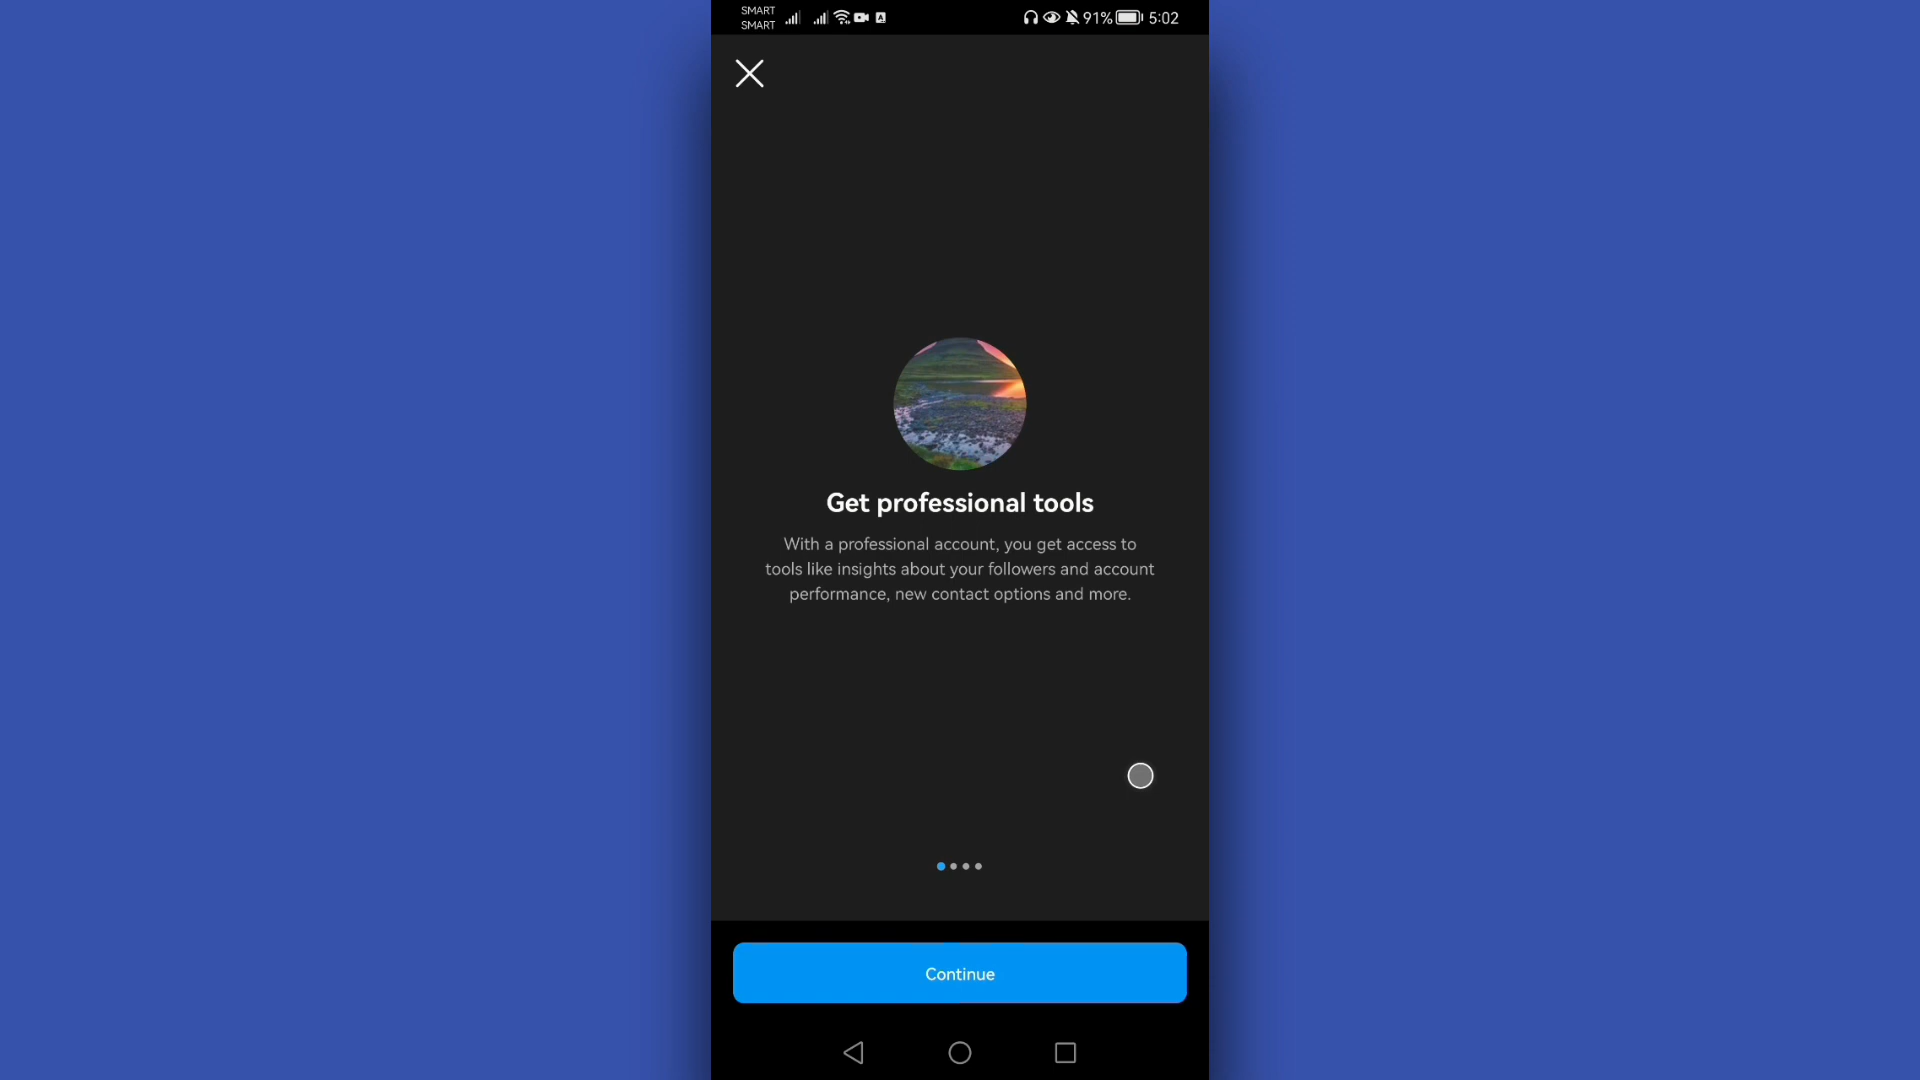 SMART
SMART
91% 5:02
Get professional tools
With a professional account, you get access to
tools like insights about your followers and account
performance, new contact options and more.
Continue